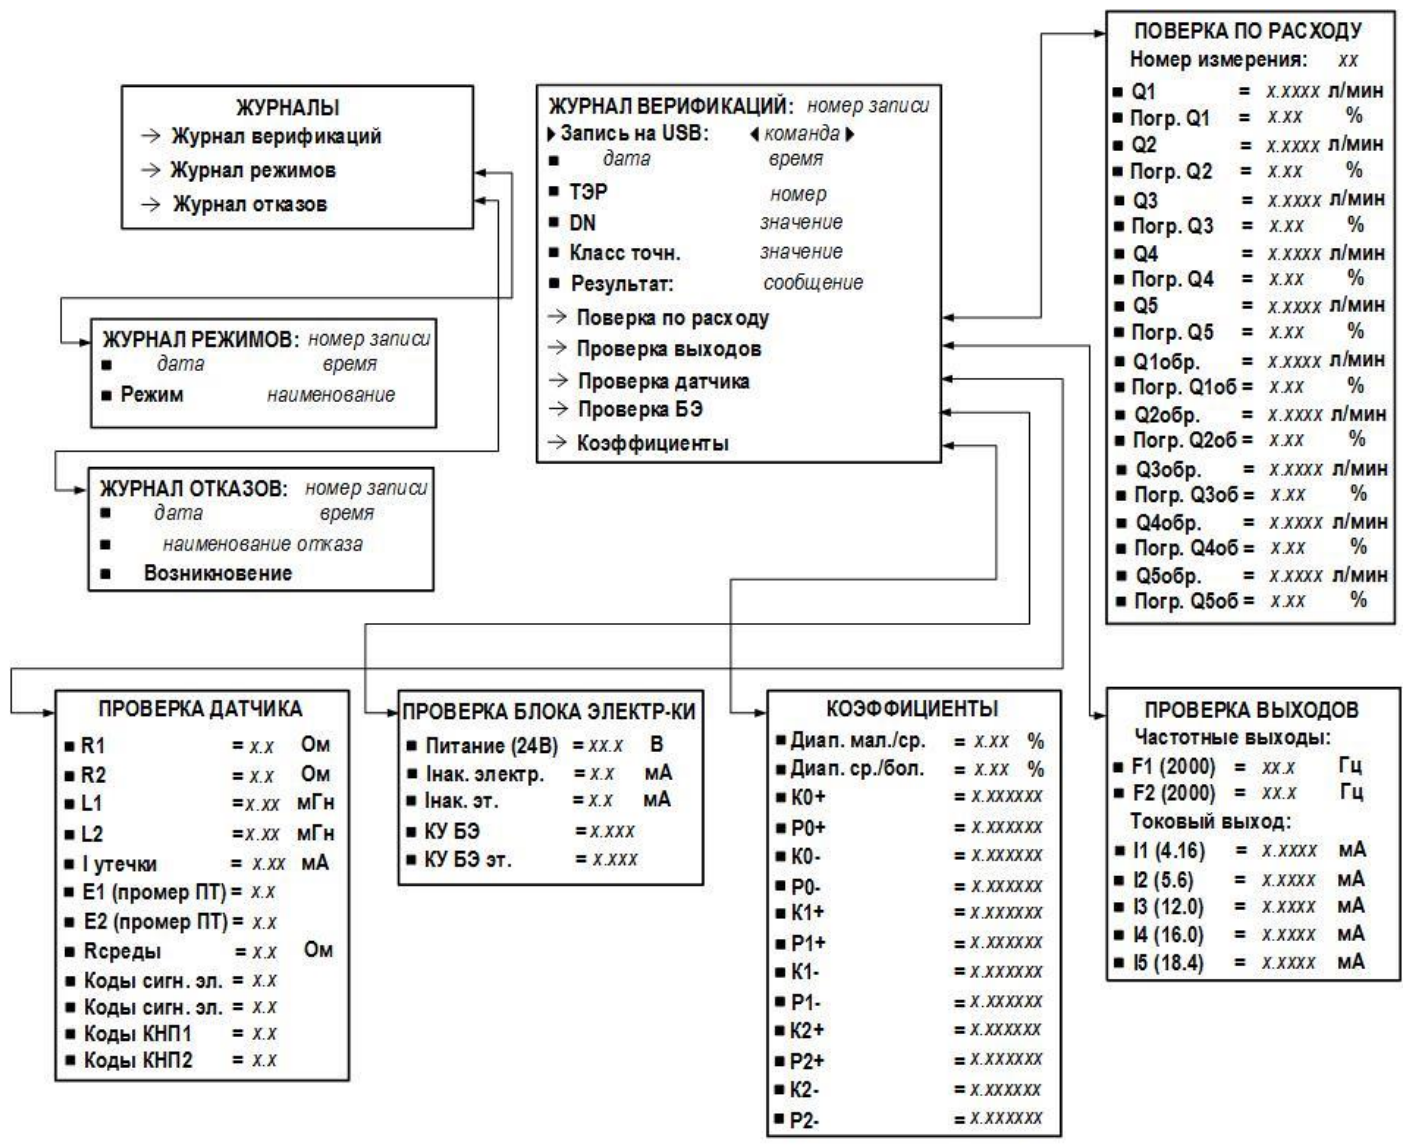 ЖУРНАЛЫ
→ Журнал верификаций
→ Журнал режимов
→ Журнал отказов
ЖУРНАЛ РЕЖИМОВ: номер записи
■ дата время
■ Режим наименование
ЖУРНАЛ ОТКАЗОВ: номер записи
■ дата время
■ наименование отказа
■ Возникновение
ЖУРНАЛ ВЕРИФИКАЦИЙ: номер записи
Запись на USB: команда
■ дата время
■ ТЭР номер
■ DN значение
■ Класс точн. значение
■ Результат: сообщение
→ Поверка по расходу
→ Проверка выходов
→ Проверка датчика
→ Проверка БЭ
→ Коэффициенты
ПОВЕРКА ПО РАСХОДУ
Номер измерения: xx
■ Q1 = x.xxxx л/мин
■ Погр. Q1 = x.xx %
■ Q2 = x.xxxx л/мин
■ Погр. Q2 = x.xx %
■ Q3 = x.xxxx л/мин
■ Погр. Q3 = x.xx %
■ Q4 = x.xxxx л/мин
■ Погр. Q4 = x.xx %
■ Q5 = x.xxxx л/мин
■ Погр. Q5 = x.xx %
■ Q1обр. = x.xxxx л/мин
■ Погр. Q1об = x.xx %
■ Q2обр. = x.xxxx л/мин
■ Погр. Q2об = x.xx %
■ Q3обр. = x.xxxx л/мин
■ Погр. Q3об = x.xx %
■ Q4обр. = x.xxxx л/мин
■ Погр. Q4об = x.xx %
■ Q5обр. = x.xxxx л/мин
■ Погр. Q5об = x.xx %
ПРОВЕРКА ДАТЧИКА
■ R1 = x.x Ом
■ R2 = x.x Ом
■ L1 =x.xx мГн
■ L2 =x.xx мГн
■ I утечки = x.xx мА
■ E1 (промер ПТ) = x.x
■ E2 (промер ПТ) = x.x
■ Rсреды = x.x Ом
■ Коды сигн. эл. = x.x
■ Коды сигн. эл. = x.x
■ Коды КНП1 = x.x
■ Коды КНП2 = x.x
ПРОВЕРКА БЛОКА ЭЛЕКТР-КИ
■ Питание (24В) = xx.x В
■ Iнак. электр. = x.x мА
■ Iнак. эт. = x.x мА
■ КУ БЭ =x.xxx
■ КУ БЭ эт. = x.xxx
КОЭФФИЦИЕНТЫ
■ Диап. мал./ср. = x.xx %
■ Диап. ср./бол. = x.xx %
■ K0+ = x.xxxxxx
■ P0+ = x.xxxxxx
■ K0- = x.xxxxxx
■ P0- = x.xxxxxx
■ K1+ = x.xxxxxx
■ P1+ = x.xxxxxx
■ K1- = x.xxxxxx
■ P1- = x.xxxxxx
■ K2+ = x.xxxxxx
■ P2+ = x.xxxxxx
■ K2- = x.xxxxxx
■ P2- = x.xxxxxx
ПРОВЕРКА ВЫХОДОВ
Частотные выходы:
■ F1 (2000) = xx.x Гц
■ F2 (2000) = xx.x Гц
Токовый выход:
■ I1 (4.16) = x.xxxx мА
■ I2 (5.6) = x.xxxx мА
■ I3 (12.0) = x.xxxx мА
■ I4 (16.0) = x.xxxx мА
■ I5 (18.4) = x.xxxx мА